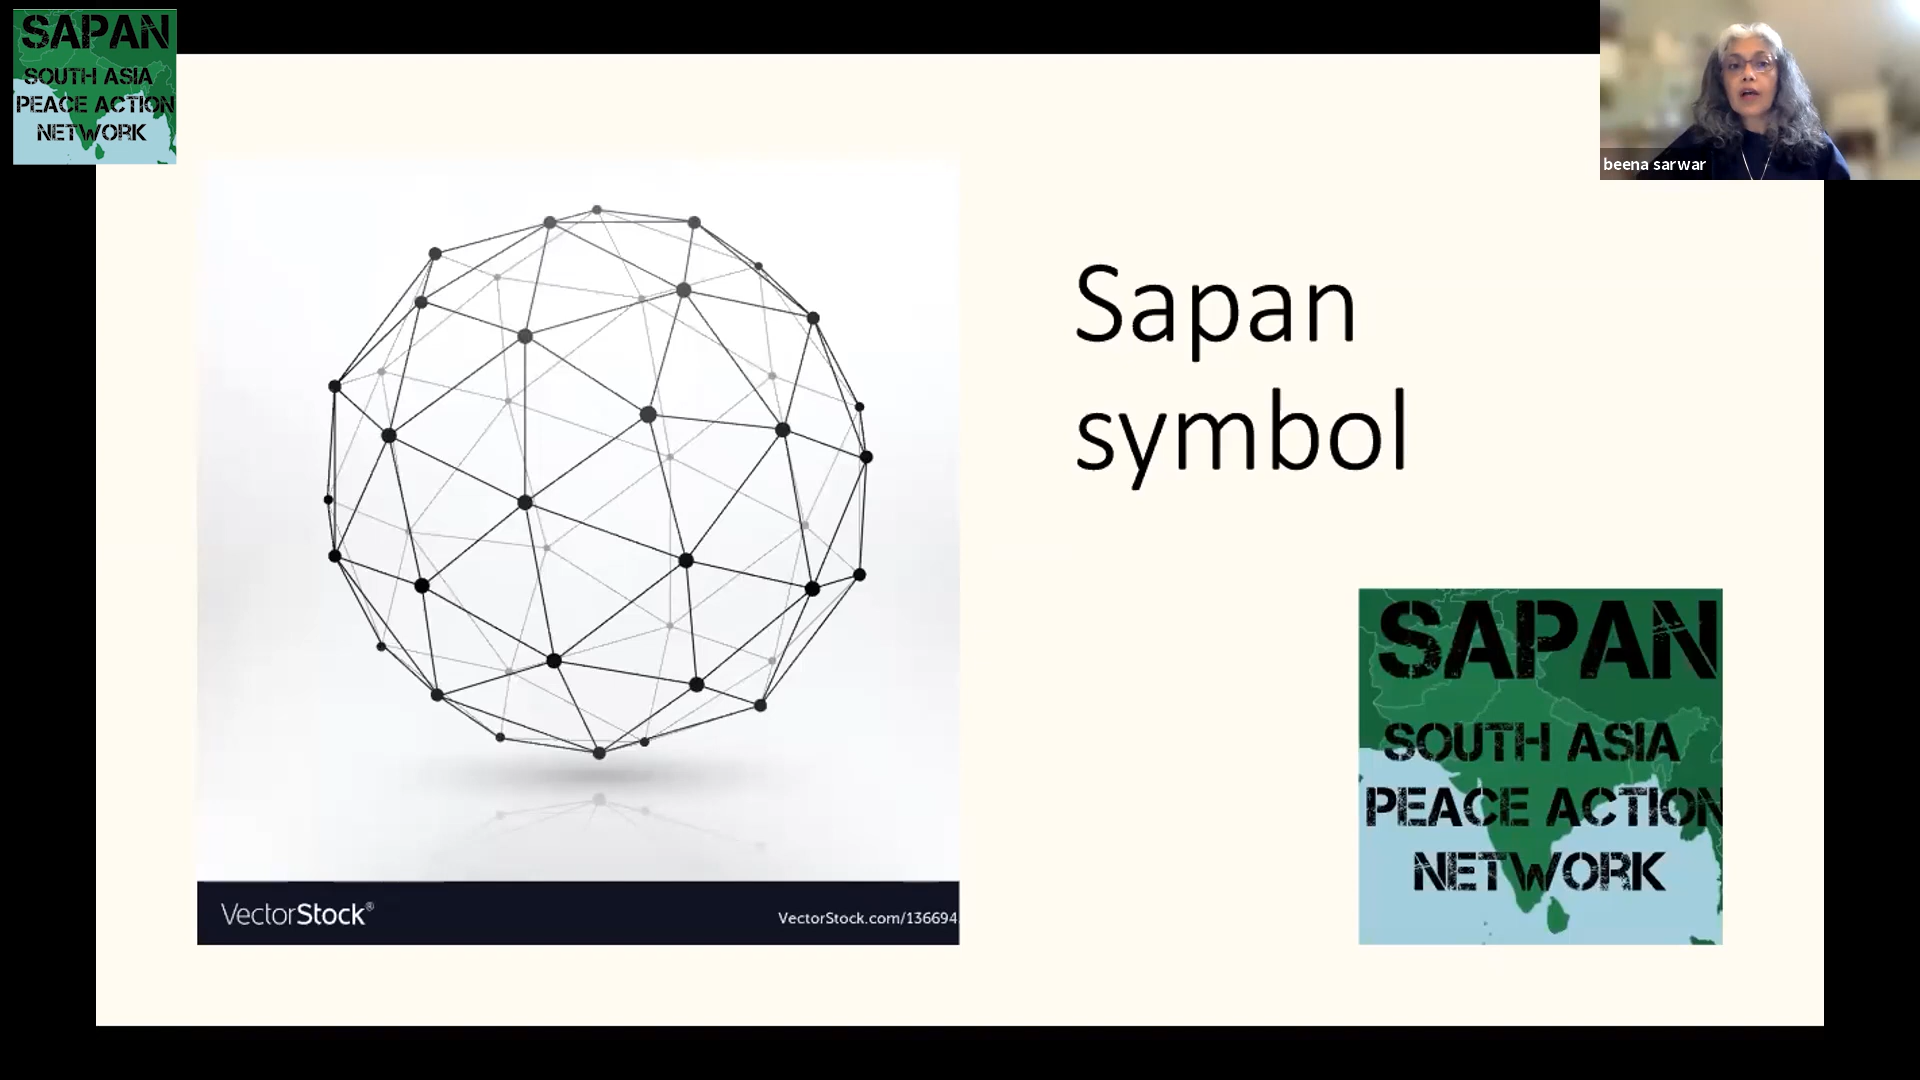 SAPAN
SOUTH ASIA
PEACE ACTION
NETWORK
beena sarwar
Sapan
symbol
SAPAN
SOUTH ASIA
PEACE ACTION
NETWORK
VectorStock®
VectorStock.com/136694